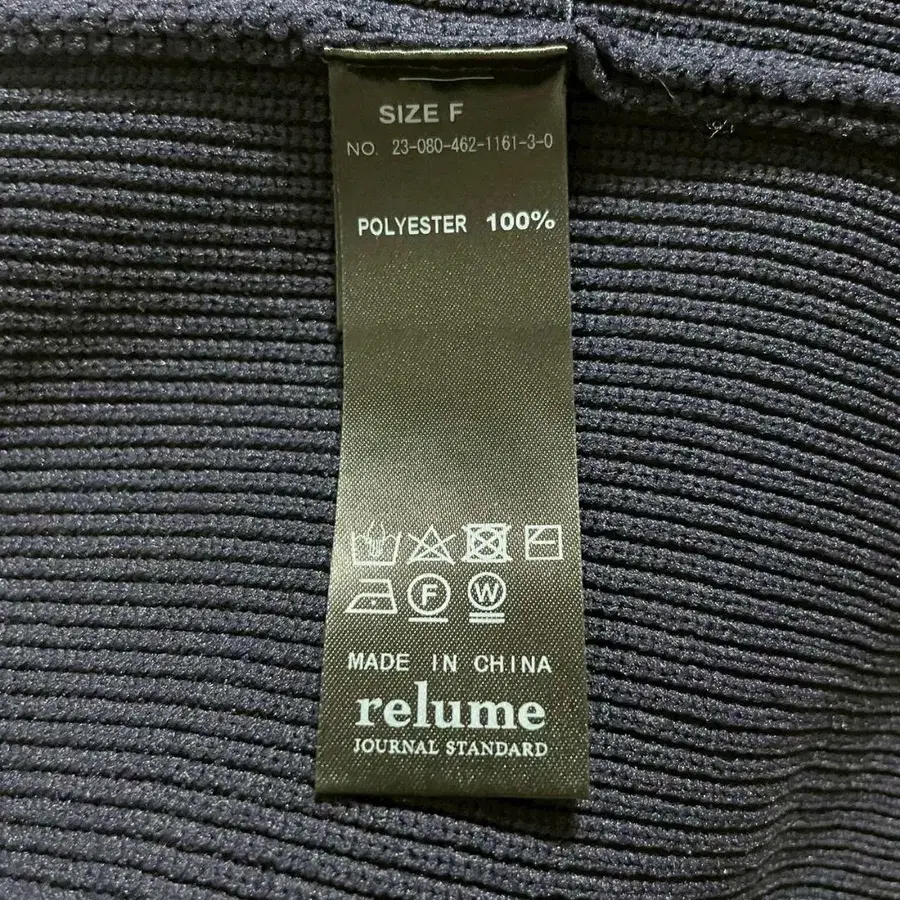 SIZE F
NO. 23-080-462-1161-3-0
POLYESTER 100%
F W
MADE IN CHINA
relume
JOURNAL STANDARD